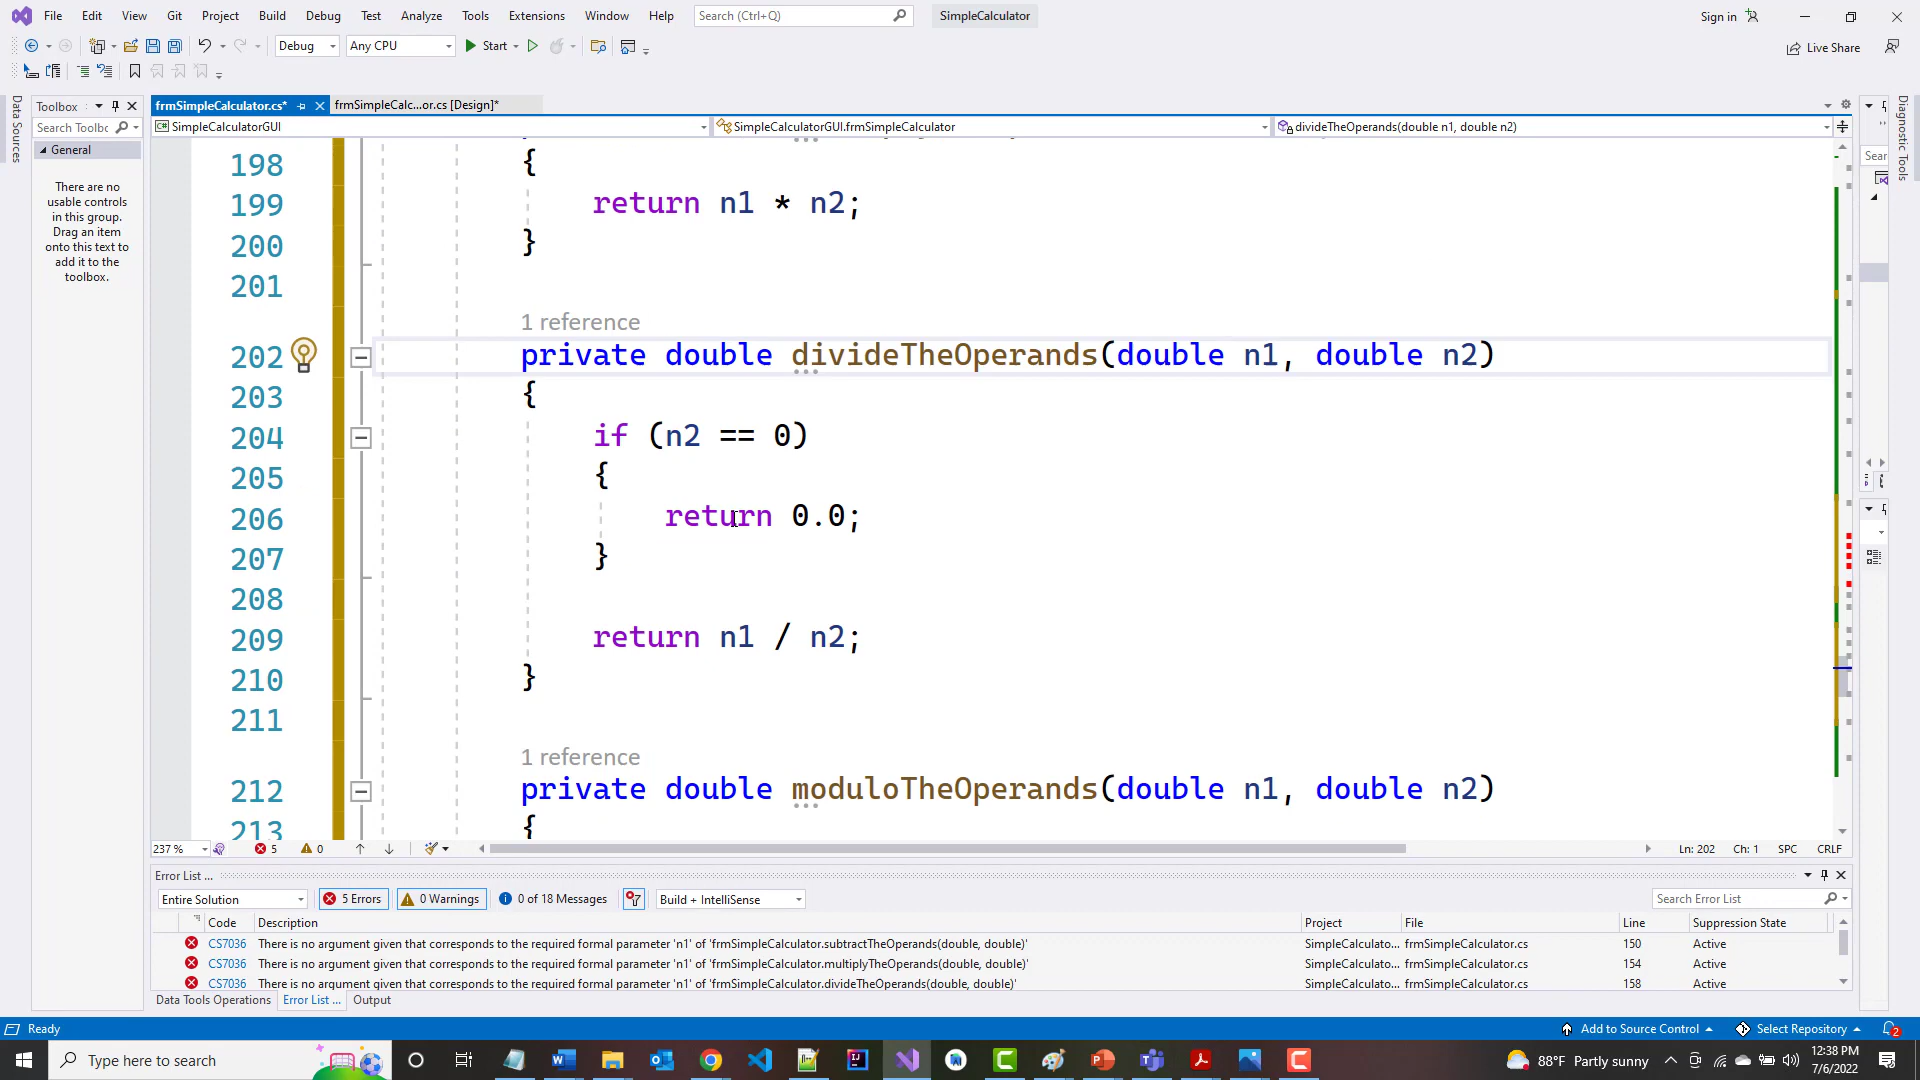 File Edit View Git Project Build Debug Test Analyze Tools Extensions Window Help Search (Ctrl+Q) SimpleCalculator Sign in
Debug Any CPU Start Live Share
Data Sources
Toolbox
frmSimpleCalculator.cs* frmSimpleCalc...or.cs [Design]*
Search Toolbc
SimpleCalculatorGUI SimpleCalculatorGUI.frmSimpleCalculator divideTheOperands(double n1, double n2)
General
There are no
usable controls
in this group.
Drag an item
onto this text to
add it to the
toolbox.
Diagnostic Tools
Sear
198 {
199 return n1 * n2;
200 }
201
1 reference
202 private double divideTheOperands(double n1, double n2)
203 {
204 if (n2 == 0)
205 {
206 return 0.0;
207 }
208
209 return n1 / n2;
210 }
211
1 reference
212 private double moduloTheOperands(double n1, double n2)
213 {
237 % 5 0 Ln: 202 Ch: 1 SPC CRLF
Error List ...
Entire Solution 5 Errors 0 Warnings 0 of 18 Messages Build + IntelliSense Search Error List
Code Description Project File Line Suppression State
CS7036 There is no argument given that corresponds to the required formal parameter 'n1' of 'frmSimpleCalculator.subtractTheOperands(double, double)' SimpleCalculato... frmSimpleCalculator.cs 150 Active
CS7036 There is no argument given that corresponds to the required formal parameter 'n1' of 'frmSimpleCalculator.multiplyTheOperands(double, double)' SimpleCalculato... frmSimpleCalculator.cs 154 Active
CS7036 There is no argument given that corresponds to the required formal parameter 'n1' of 'frmSimpleCalculator.divideTheOperands(double, double)' SimpleCalculato... frmSimpleCalculator.cs 158 Active
Data Tools Operations Error List ... Output
Ready Add to Source Control Select Repository 2
Type here to search 88°F Partly sunny 12:38 PM
7/6/2022